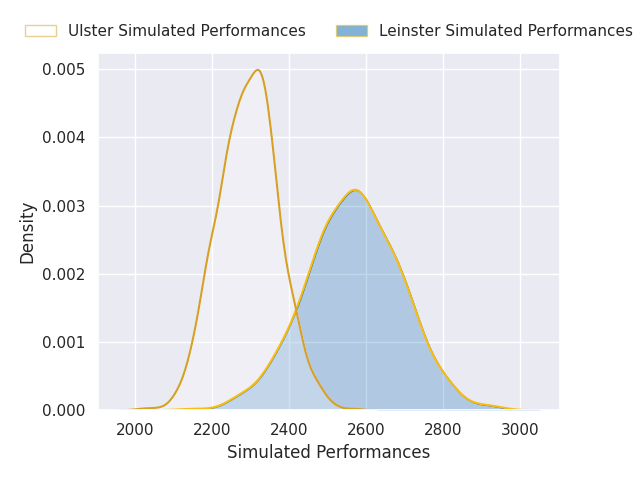 Ulster Simulated Performances Leinster Simulated Performances
0.005
0.004
0.003
0.002
0.001
0.000
Density
2000 2200 2400 2600 2800 3000
Simulated Performances